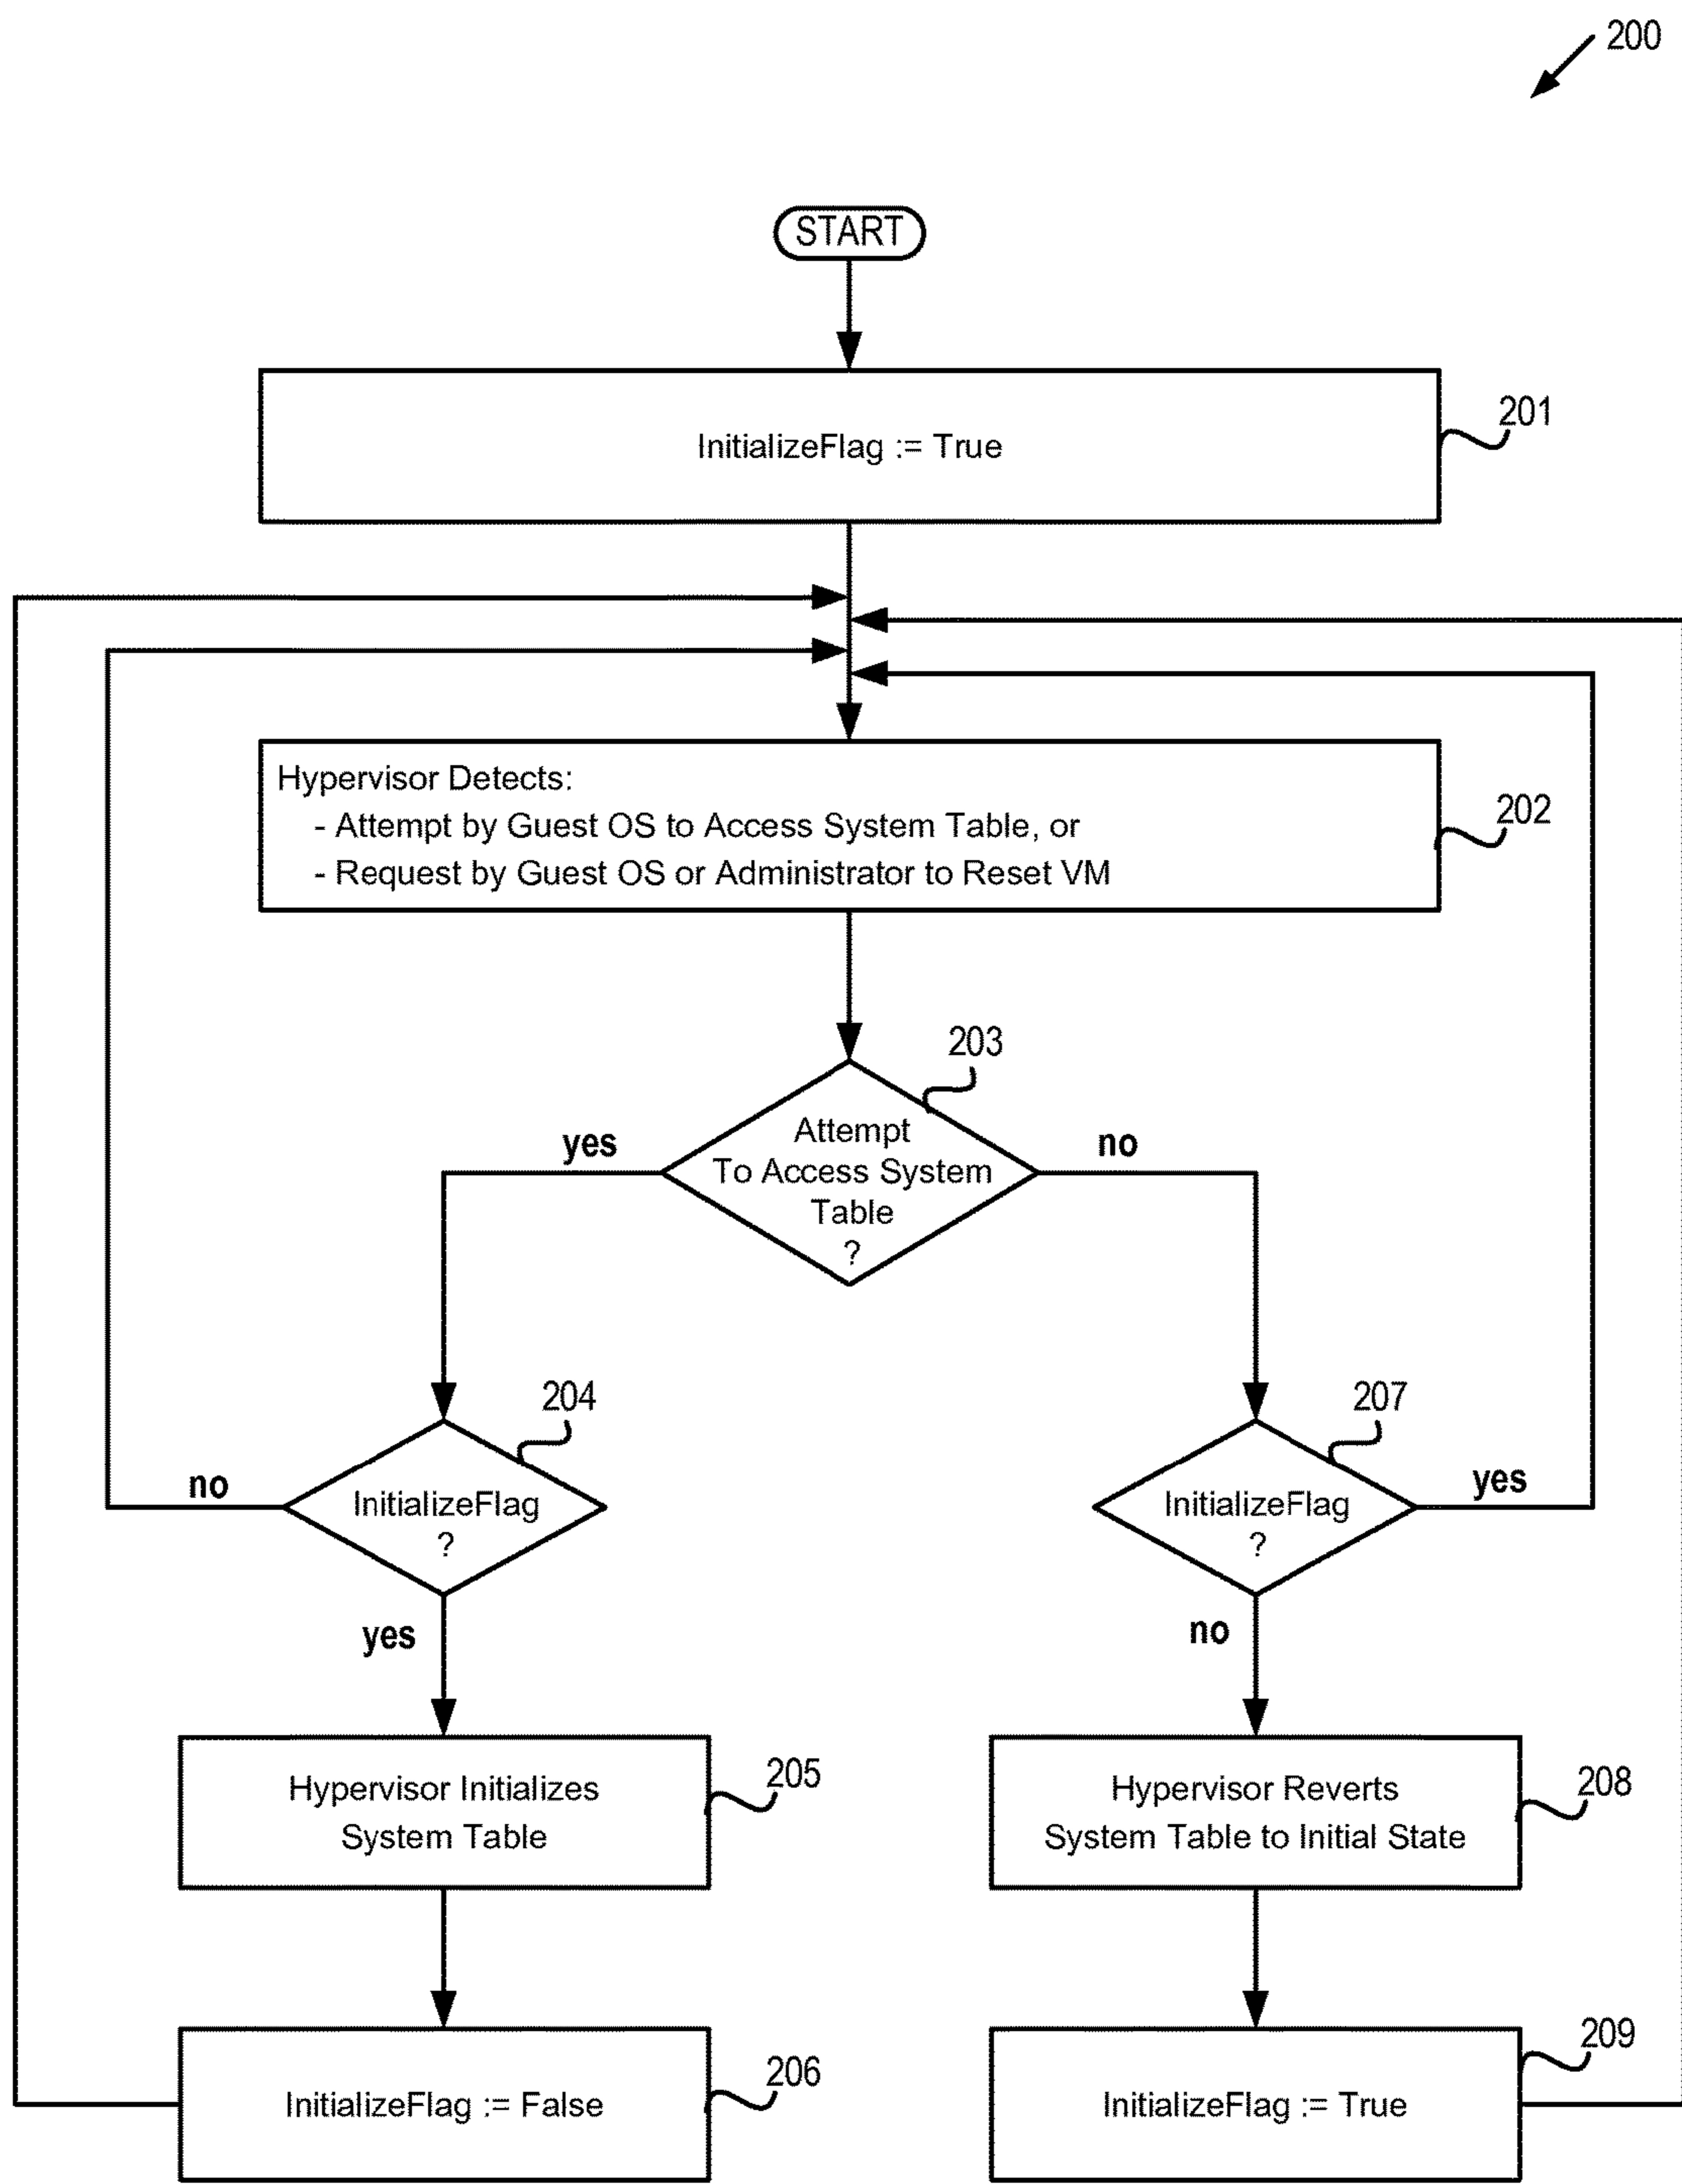 200
START
InitializeFlag := True
201
Hypervisor Detects:
- Attempt by Guest OS to Access System Table, or
- Request by Guest OS or Administrator to Reset VM
202
203
Attempt
To Access System
Table
?
yes
no
204
InitializeFlag
?
no
yes
207
InitializeFlag
?
yes
no
Hypervisor Initializes
System Table
205
Hypervisor Reverts
System Table to Initial State
208
InitializeFlag := False
206
InitializeFlag := True
209